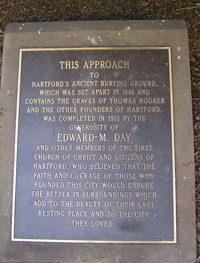 THIS APPROACH
TO
HARTFORD'S ANCIENT BURYING GROUND,
WHICH WAS SET APART IN 1640 AND
CONTAINS THE GRAVES OF THOMAS HOOKER
AND THE OTHER FOUNDERS OF HARTFORD,
WAS COMPLETED IN 1952 BY THE
GENEROSITY OF
EDWARD M. DAY
AND OTHER MEMBERS OF THE FIRST
CHURCH OF CHRIST AND CITIZENS OF
HARTFORD, WHO BELIEVED THAT THE
FAITH AND COURAGE OF THOSE WHO
FOUNDED THIS CITY WOULD ENDURE
THE BETTER IN SURROUNDINGS WHICH
ADD TO THE BEAUTY OF THEIR LAST
RESTING PLACE AND TO THE CITY
THEY LOVED